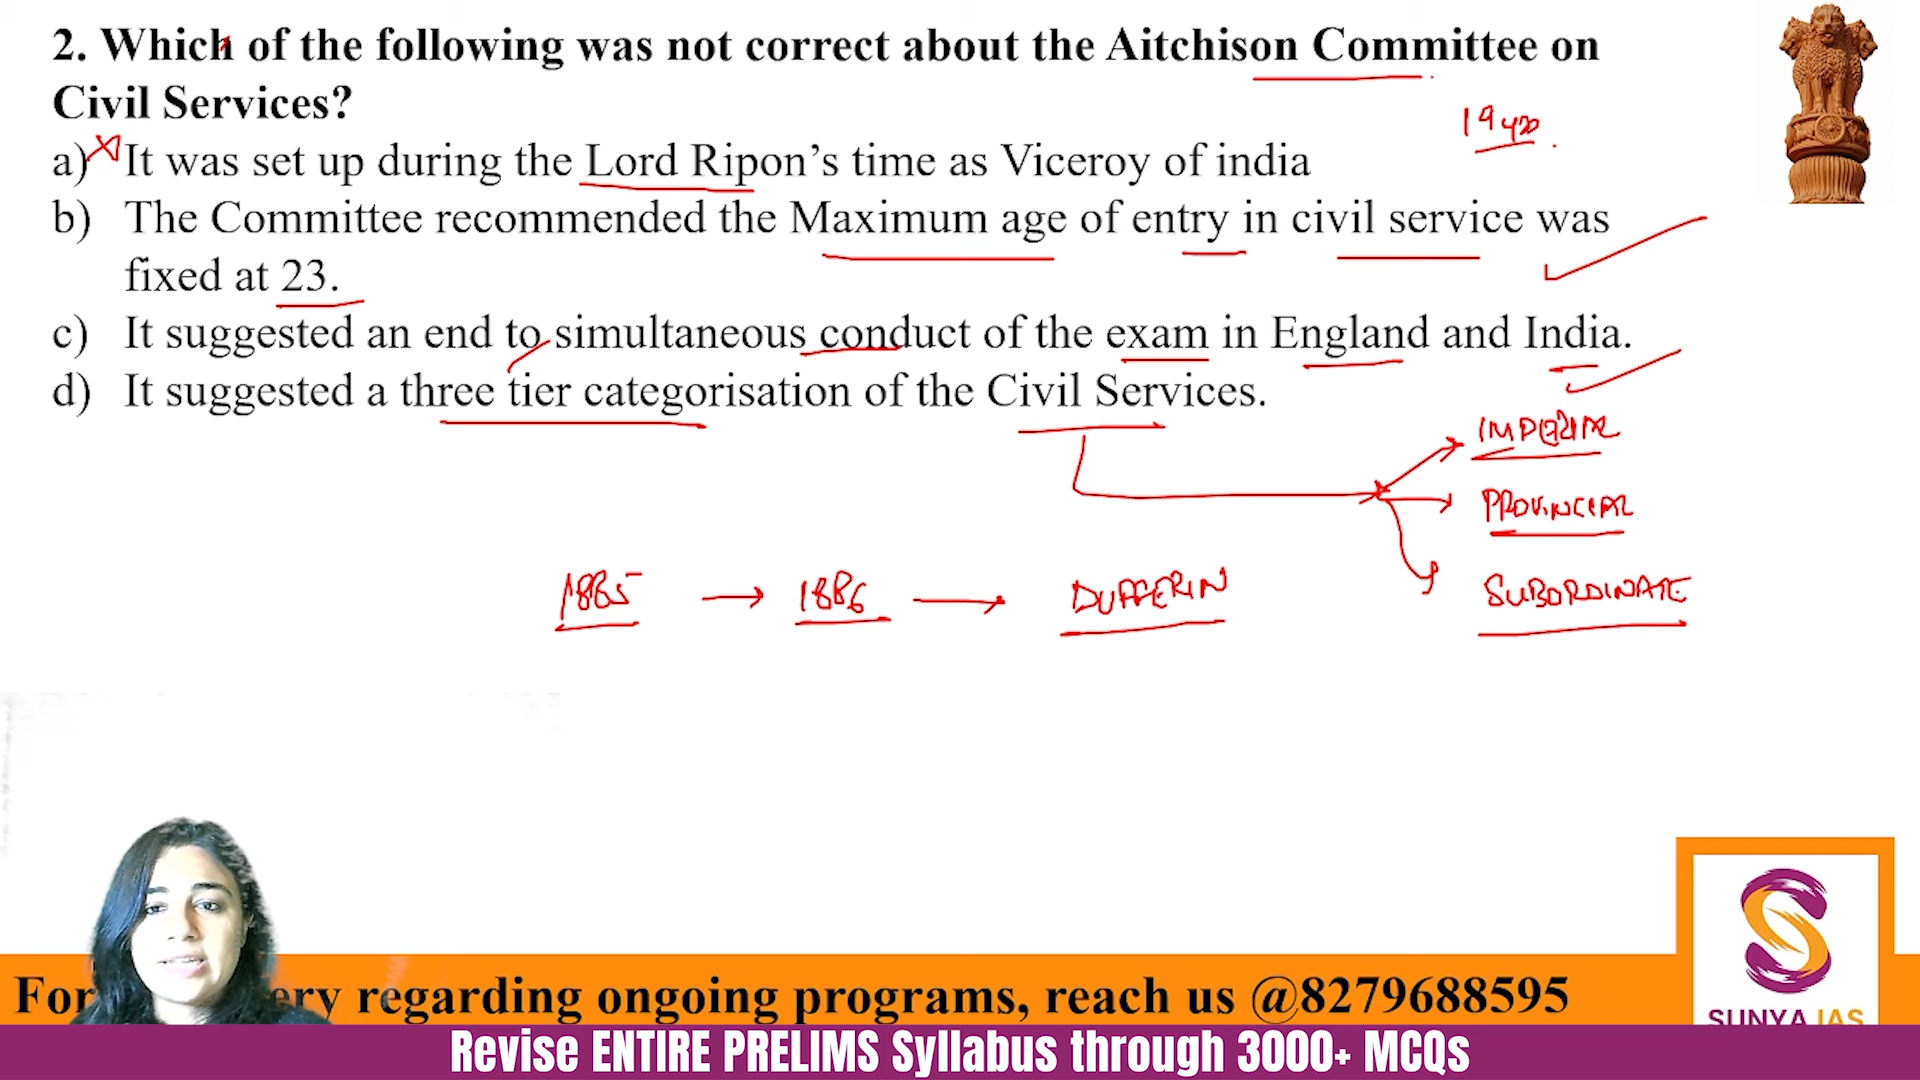 2. Which of the following was not correct about the Aitchison Committee on
Civil Services?
19 yrs
a) It was set up during the Lord Ripon's time as Viceroy of india
b) The Committee recommended the Maximum age of entry in civil service was
fixed at 23.
c) It suggested an end to simultaneous conduct of the exam in England and India.
d) It suggested a three tier categorisation of the Civil Services.
IMPERIAL
PROVINCIAL
1885 → 1886 → DUFFERIN
SUBORDINATE
For ery regarding ongoing programs, reach us @8279688595
SUNYA IAS
Revise ENTIRE PRELIMS Syllabus through 3000+ MCQs